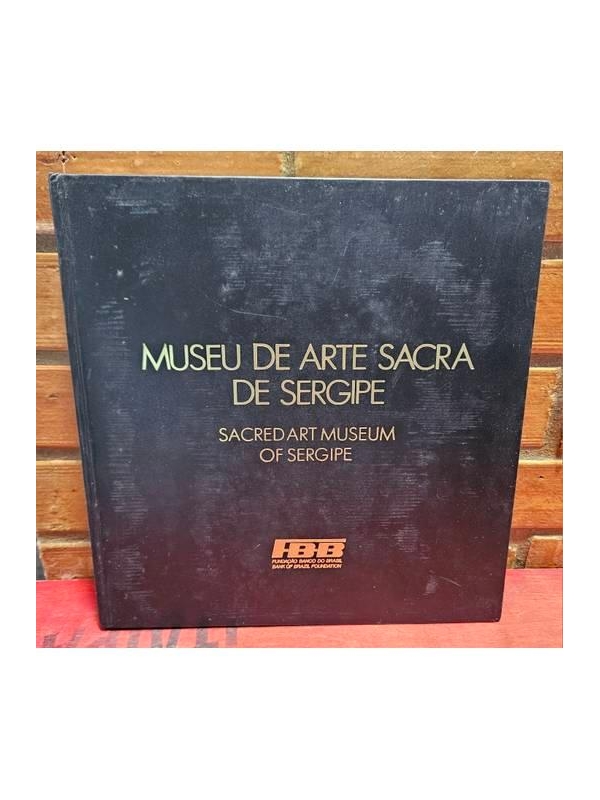 MUSEU DE ARTE SACRA
DE SERGIPE
SACRED ART MUSEUM
OF SERGIPE
FBB
FUNDAÇÃO BANCO DO BRASIL
BANK OF BRAZIL FOUNDATION